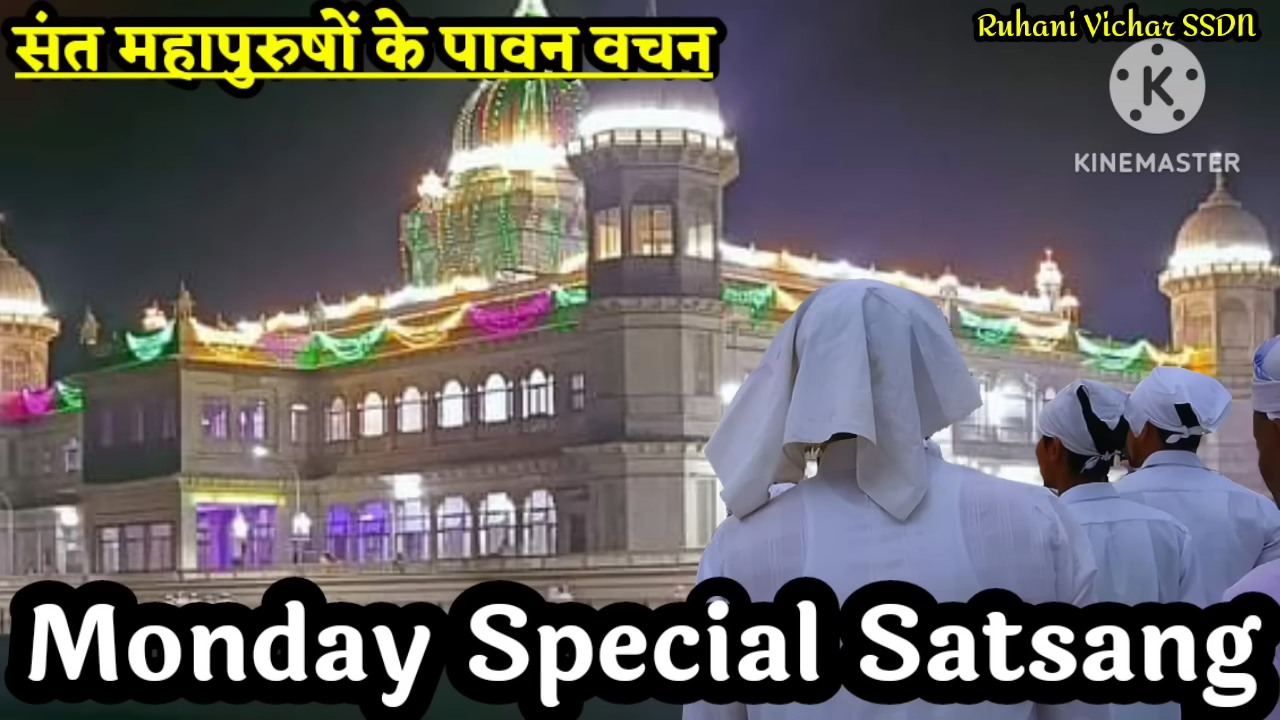 संत महापुरुषों के पावन वचन
Ruhani Vichar SSDN
K
KINEMASTER
Monday Special Satsang